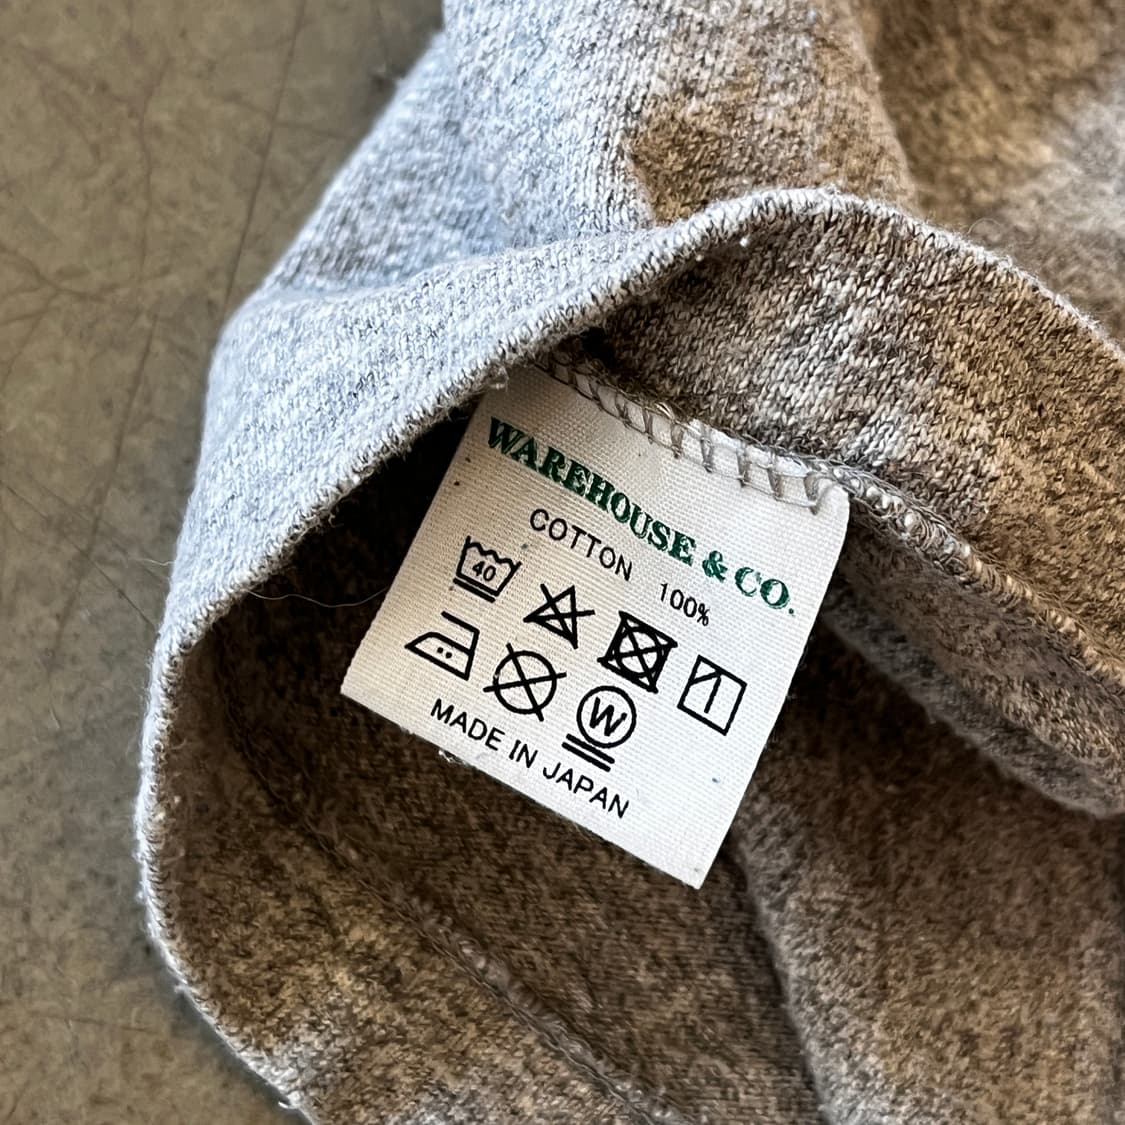 WAREHOUSE & CO.
COTTON 100%
40
W
MADE IN JAPAN